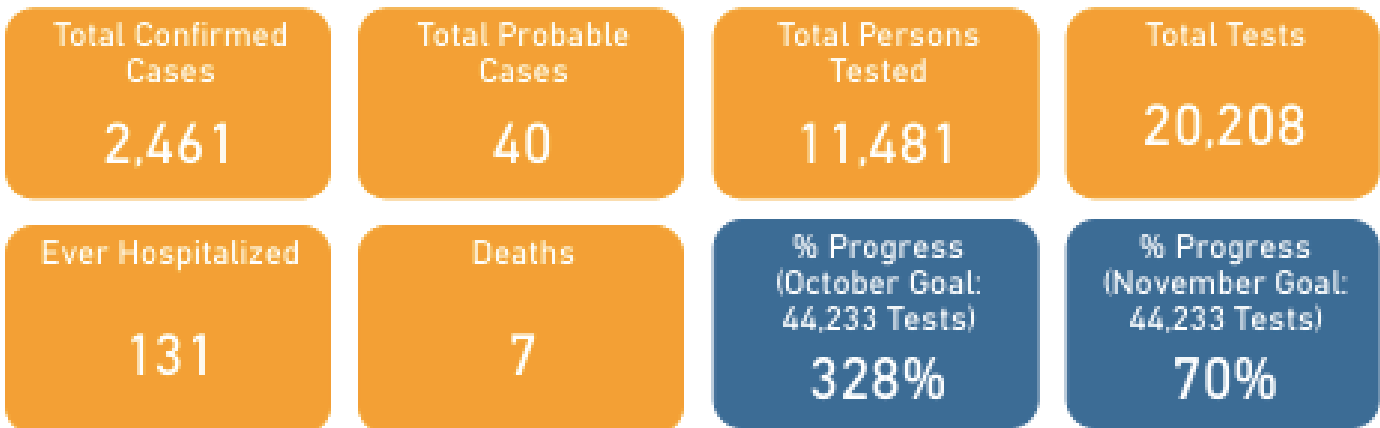 Total Confirmed
Cases
2,461
Total Probable
Cases
40
Total Persons
Tested
11,481
Total Tests
20,208
Ever Hospitalized
131
Deaths
7
% Progress
(October Goal:
44,233 Tests)
328%
% Progress
(November Goal:
44,233 Tests)
70%